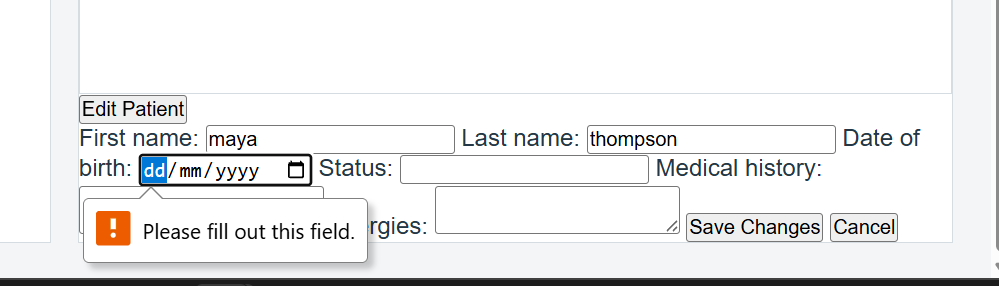 Edit Patient
First name: maya Last name: thompson Date of
birth: dd/mm/yyyy Status: Medical history:
rgies: Save Changes Cancel
! Please fill out this field.